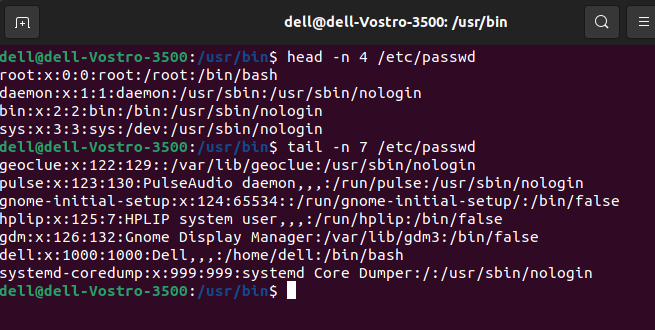 dell@dell-Vostro-3500: /usr/bin
dell@dell-Vostro-3500:/usr/bin$ head -n 4 /etc/passwd
root:x:0:0:root:/root:/bin/bash
daemon:x:1:1:daemon:/usr/sbin:/usr/sbin/nologin
bin:x:2:2:bin:/bin:/usr/sbin/nologin
sys:x:3:3:sys:/dev:/usr/sbin/nologin
dell@dell-Vostro-3500:/usr/bin$ tail -n 7 /etc/passwd
geoclue:x:122:129::/var/lib/geoclue:/usr/sbin/nologin
pulse:x:123:130:PulseAudio daemon,,,:/run/pulse:/usr/sbin/nologin
gnome-initial-setup:x:124:65534::/run/gnome-initial-setup/:/bin/false
hplip:x:125:7:HPLIP system user,,,:/run/hplip:/bin/false
gdm:x:126:132:Gnome Display Manager:/var/lib/gdm3:/bin/false
dell:x:1000:1000:Dell,,,:/home/dell:/bin/bash
systemd-coredump:x:999:999:systemd Core Dumper:/:/usr/sbin/nologin
dell@dell-Vostro-3500:/usr/bin$